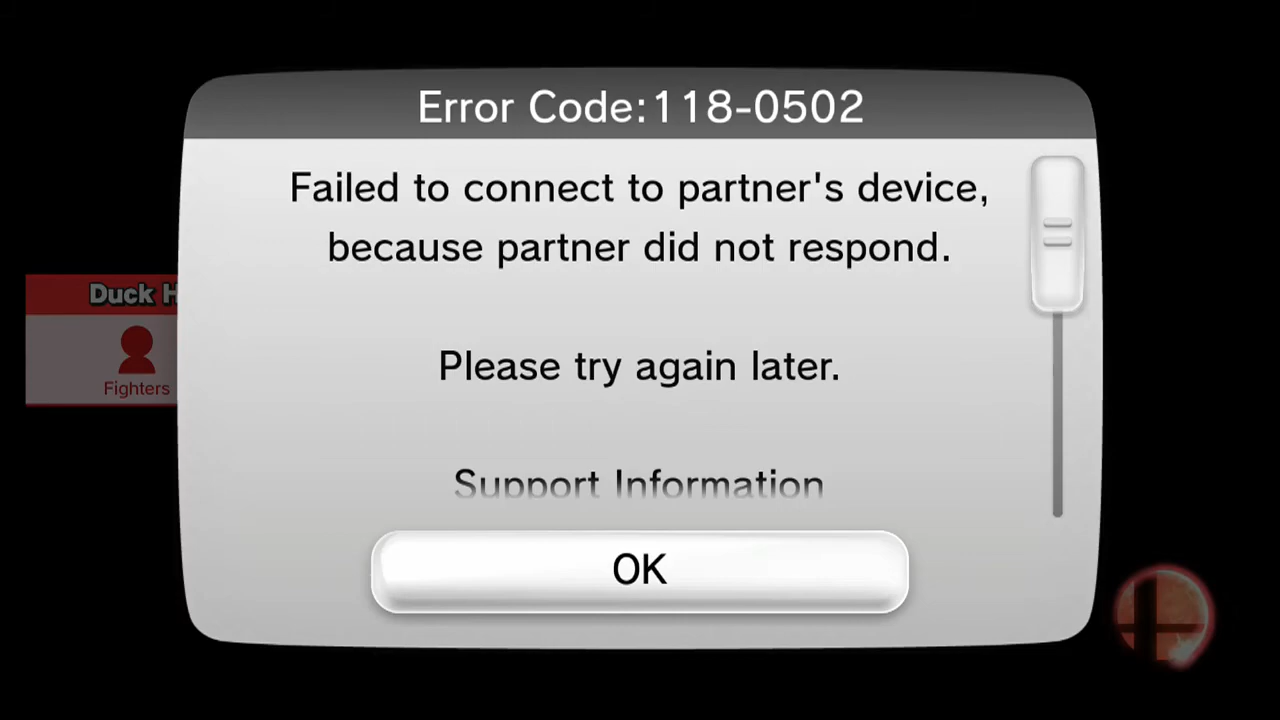 Error Code:118-0502
Failed to connect to partner's device,
because partner did not respond.
Please try again later.
Support Information
OK
Duck H
Fighters